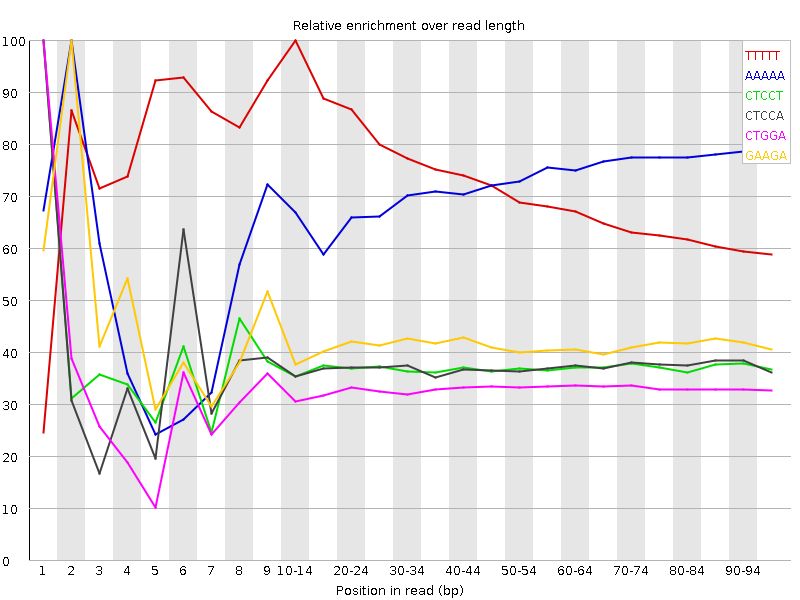 Relative enrichment over read length
100
90
80
70
60
50
40
30
20
10
0
TTTTT
AAAAA
CTCCT
CTCCA
CTGGA
GAAGA
1 2 3 4 5 6 7 8 9 10-14 20-24 30-34 40-44 50-54 60-64 70-74 80-84 90-94
Position in read (bp)